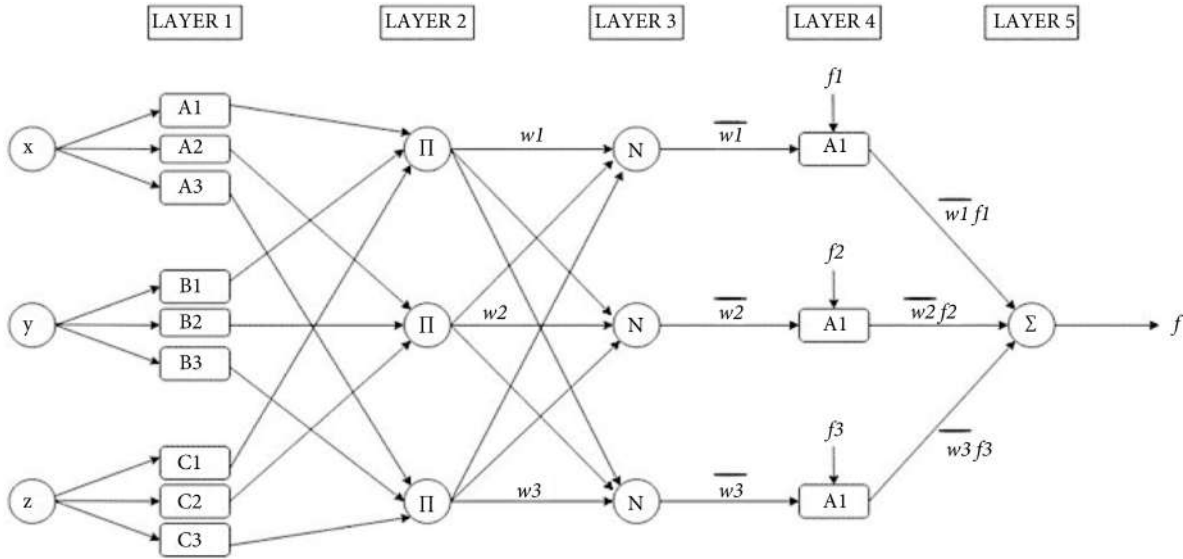 LAYER 1 LAYER 2 LAYER 3 LAYER 4 LAYER 5
f1
A1
x A2 Π w1 N w1 A1
A3
w1 f1
f2
B1
y B2 Π w2 N w2 A1 w2 f2 Σ f
B3
f3
w3 f3
C1
z C2 Π w3 N w3 A1
C3